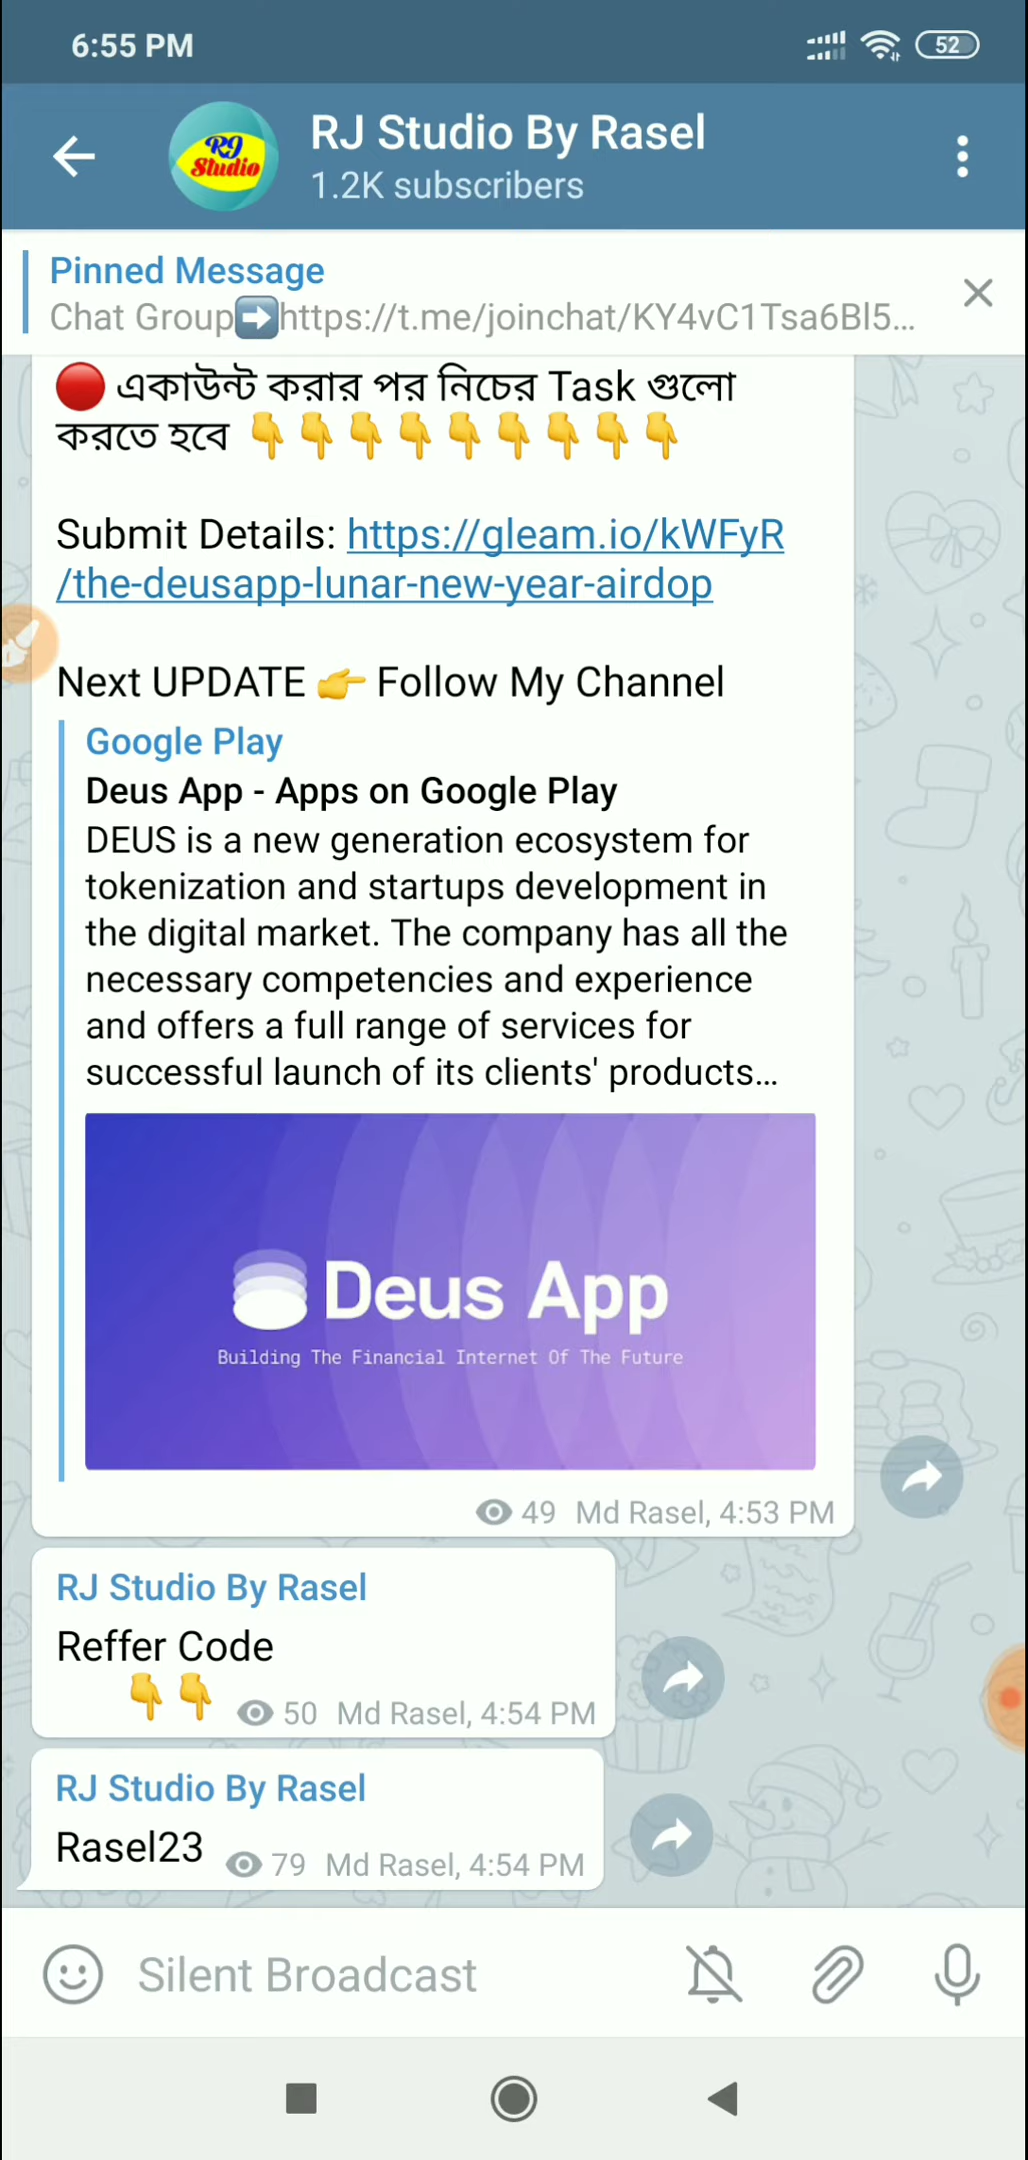 6:55 PM
52
RJ Studio
RJ Studio By Rasel
1.2K subscribers
Pinned Message
Chat Group➡️https://t.me/joinchat/KY4vC1Tsa6Bl5...
🔴 একাউন্ট করার পর নিচের Task গুলো
করতে হবে 👇👇👇👇👇👇👇👇👇
Submit Details: https://gleam.io/kWFyR
/the-deusapp-lunar-new-year-airdop
Next UPDATE 👉 Follow My Channel
Google Play
Deus App - Apps on Google Play
DEUS is a new generation ecosystem for
tokenization and startups development in
the digital market. The company has all the
necessary competencies and experience
and offers a full range of services for
successful launch of its clients' products...
Deus App
Building The Financial Internet Of The Future
49 Md Rasel, 4:53 PM
RJ Studio By Rasel
Reffer Code
👇👇 50 Md Rasel, 4:54 PM
RJ Studio By Rasel
Rasel23 79 Md Rasel, 4:54 PM
Silent Broadcast